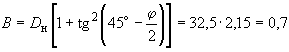 B = Dн[1 + tg²(45° − φ/2)] = 32,5 · 2,15 = 0,7